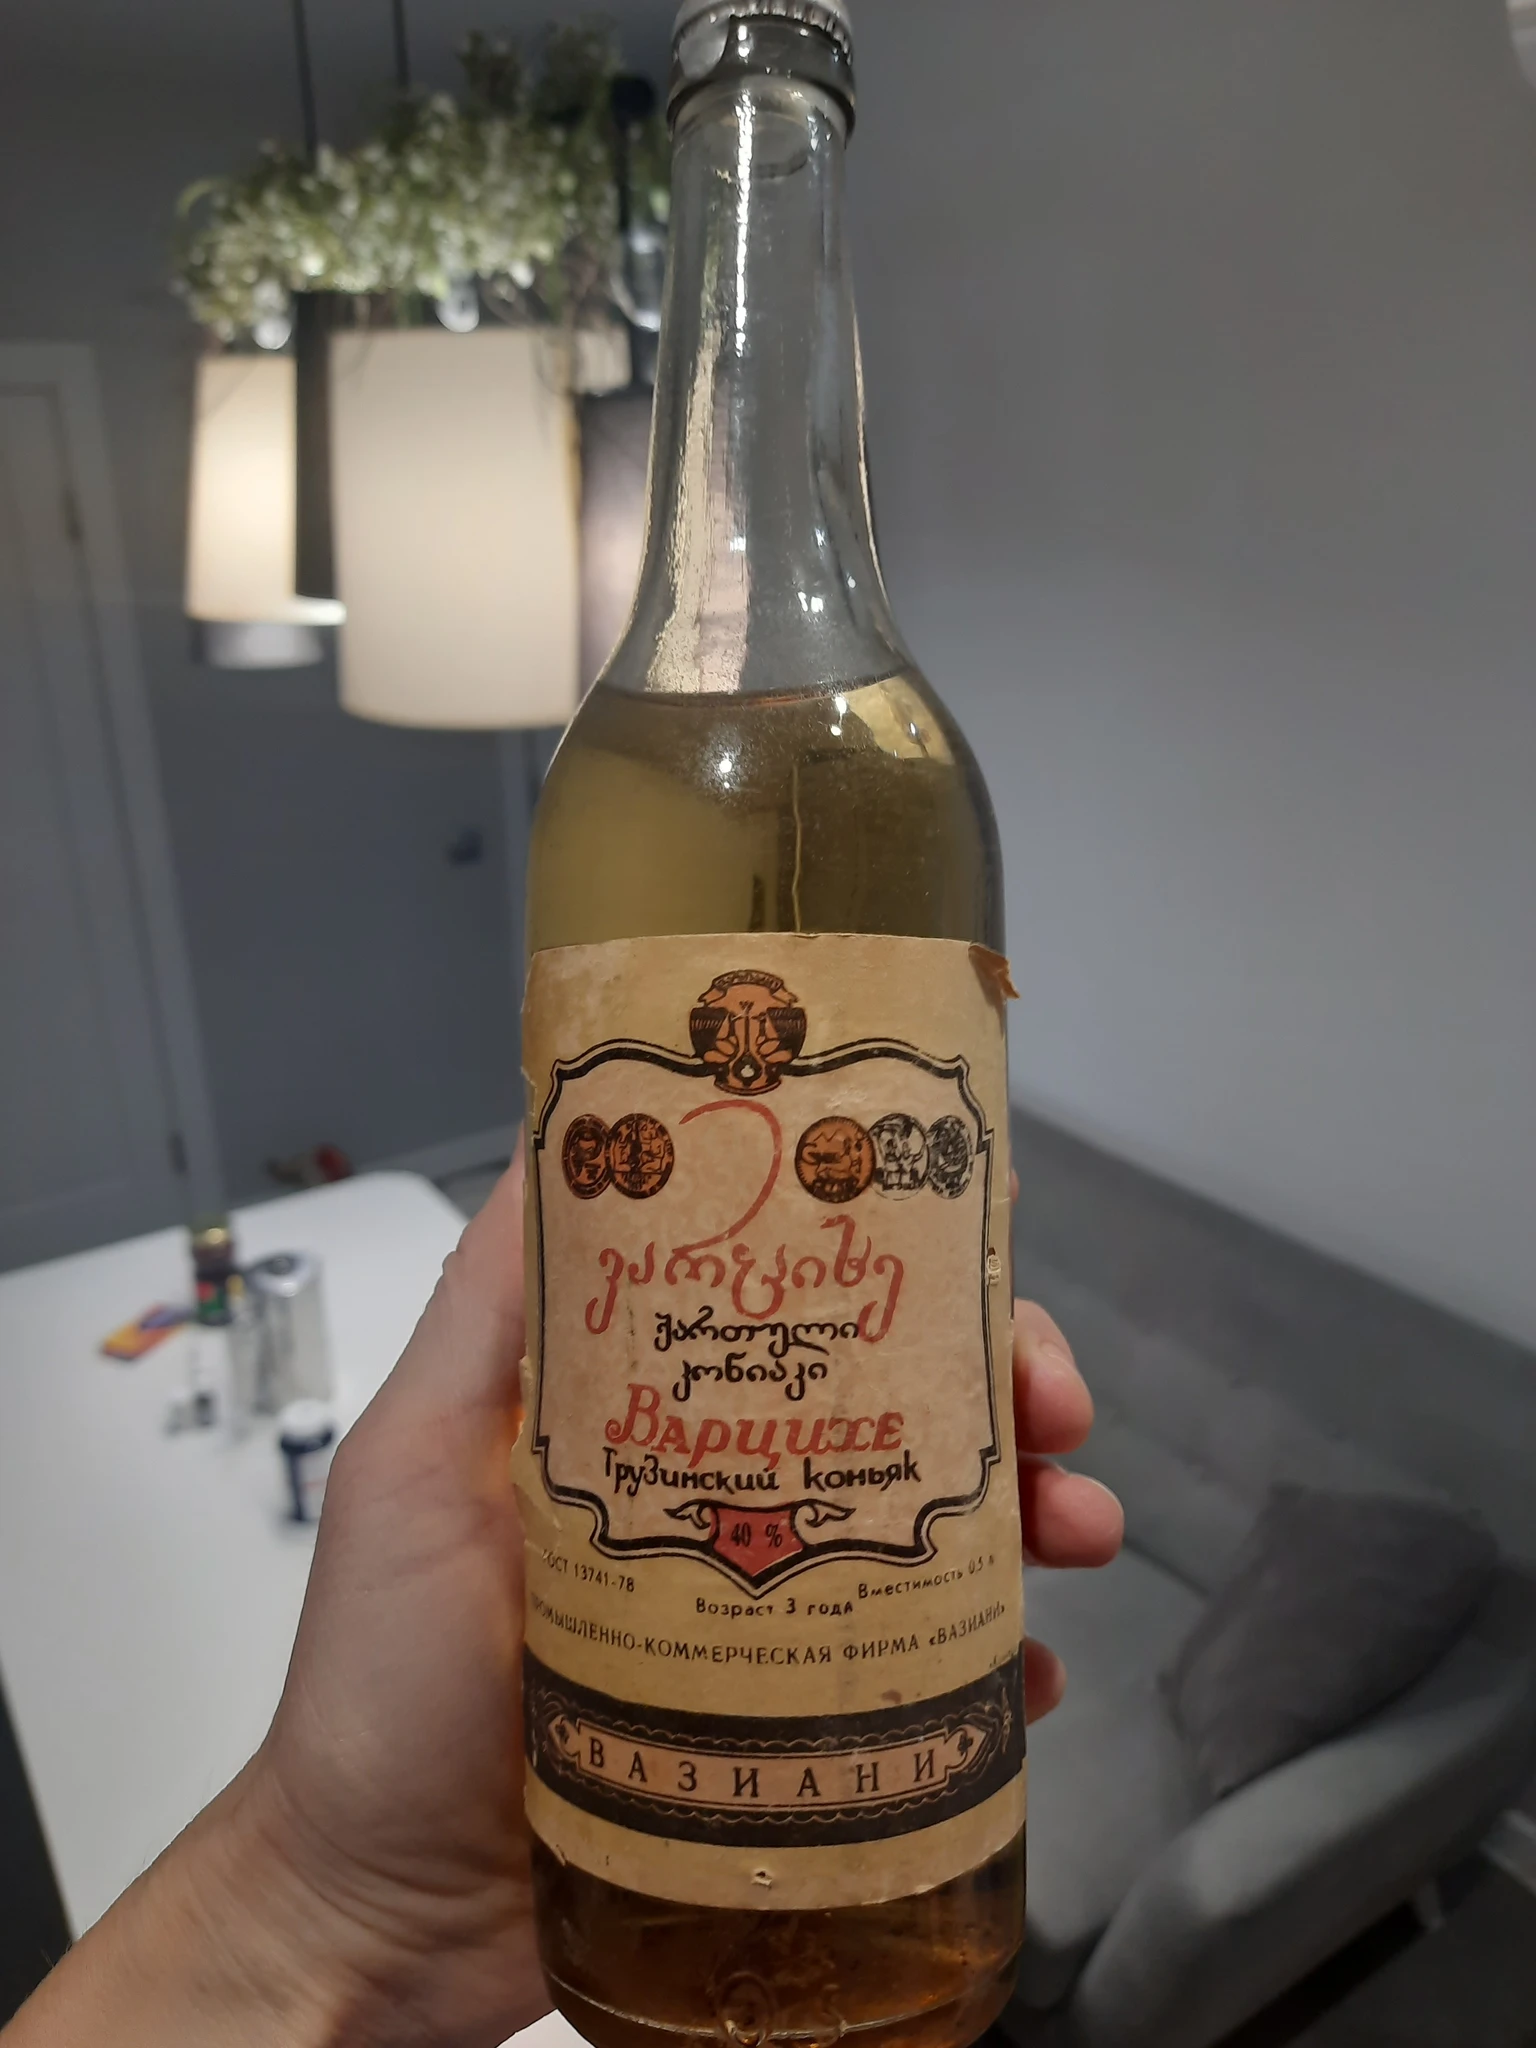 ვარციხე
ქართული
კონიაკი
Варцихе
Грузинский коньяк
40 %
ГОСТ 13741-78
Возраст 3 года
Вместимость 0,5 л
ПРОМЫШЛЕННО-КОММЕРЧЕСКАЯ ФИРМА «ВАЗИАНИ»
ВАЗИАНИ